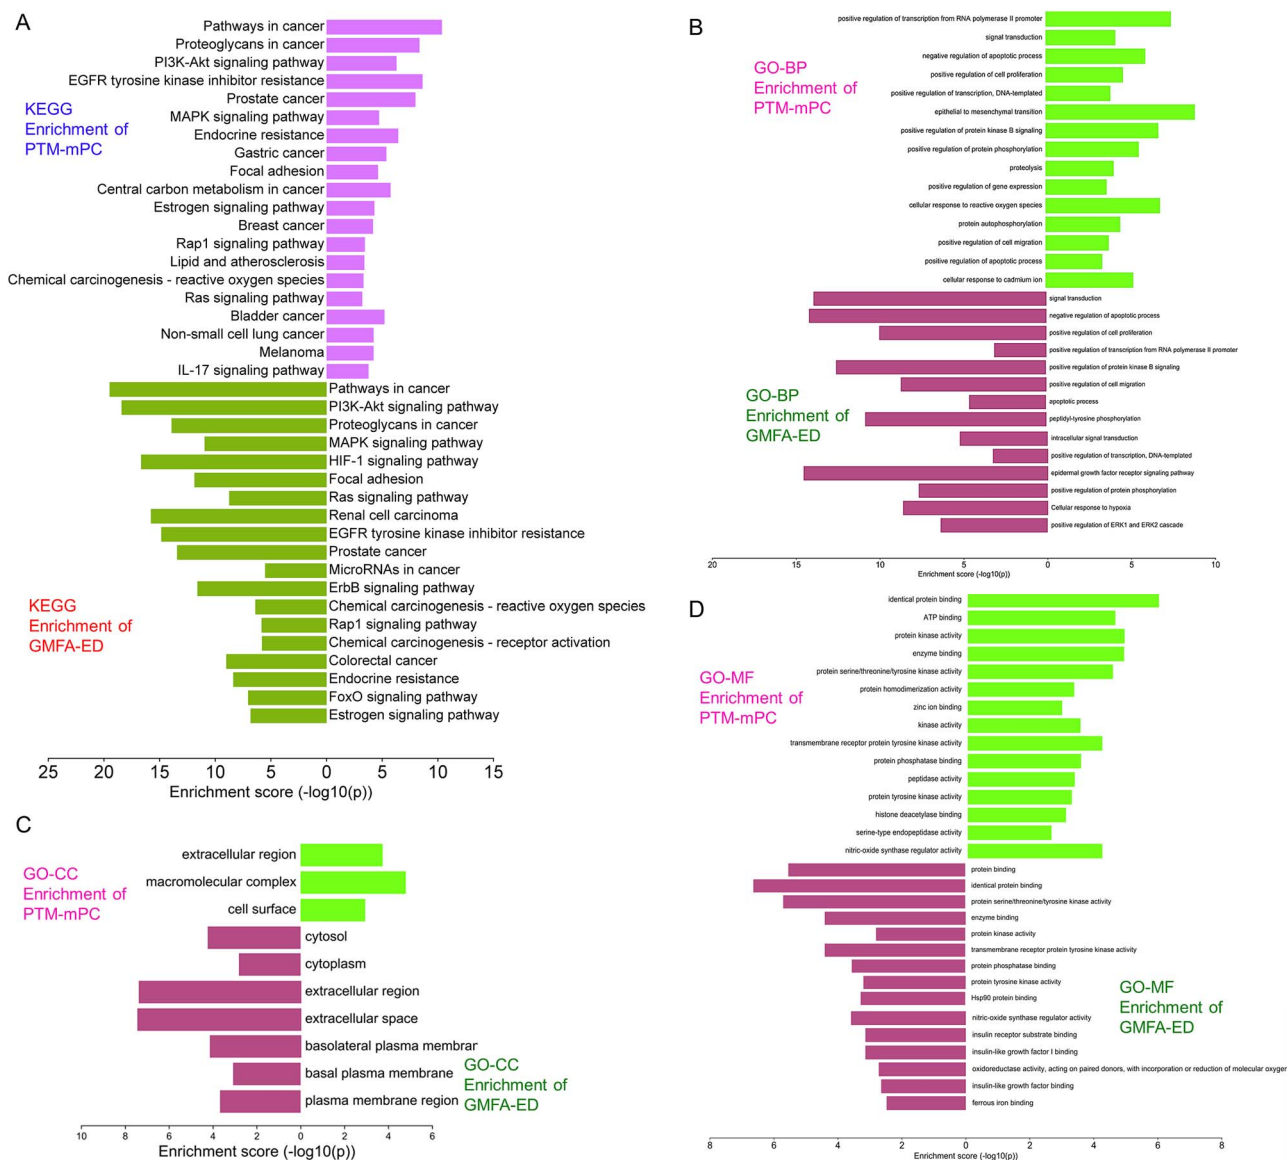 A
Pathways in cancer
Proteoglycans in cancer
PI3K-Akt signaling pathway
EGFR tyrosine kinase inhibitor resistance
Prostate cancer
MAPK signaling pathway
Endocrine resistance
Gastric cancer
Focal adhesion
Central carbon metabolism in cancer
Estrogen signaling pathway
Breast cancer
Rap1 signaling pathway
Lipid and atherosclerosis
Chemical carcinogenesis - reactive oxygen species
Ras signaling pathway
Bladder cancer
Non-small cell lung cancer
Melanoma
IL-17 signaling pathway
KEGG
Enrichment of
PTM-mPC
Pathways in cancer
PI3K-Akt signaling pathway
Proteoglycans in cancer
MAPK signaling pathway
HIF-1 signaling pathway
Focal adhesion
Ras signaling pathway
Renal cell carcinoma
EGFR tyrosine kinase inhibitor resistance
Prostate cancer
MicroRNAs in cancer
ErbB signaling pathway
Chemical carcinogenesis - reactive oxygen species
Rap1 signaling pathway
Chemical carcinogenesis - receptor activation
Colorectal cancer
Endocrine resistance
FoxO signaling pathway
Estrogen signaling pathway
KEGG
Enrichment of
GMFA-ED
25 20 15 10 5 0 5 10 15
Enrichment score (-log10(p))
B
positive regulation of transcription from RNA polymerase II promoter
signal transduction
negative regulation of apoptotic process
positive regulation of cell proliferation
positive regulation of transcription, DNA-templated
epithelial to mesenchymal transition
positive regulation of protein kinase B signaling
positive regulation of protein phosphorylation
proteolysis
positive regulation of gene expression
cellular response to reactive oxygen species
protein autophosphorylation
positive regulation of cell migration
positive regulation of apoptotic process
cellular response to cadmium ion
GO-BP
Enrichment of
PTM-mPC
signal transduction
negative regulation of apoptotic process
positive regulation of cell proliferation
positive regulation of transcription from RNA polymerase II promoter
positive regulation of protein kinase B signaling
positive regulation of cell migration
apoptotic process
peptidyl-tyrosine phosphorylation
intracellular signal transduction
positive regulation of transcription, DNA-templated
epidermal growth factor receptor signaling pathway
positive regulation of protein phosphorylation
Cellular response to hypoxia
positive regulation of ERK1 and ERK2 cascade
GO-BP
Enrichment of
GMFA-ED
20 15 10 5 0 5 10
Enrichment score (-log10(p))
C
extracellular region
macromolecular complex
cell surface
GO-CC
Enrichment of
PTM-mPC
cytosol
cytoplasm
extracellular region
extracellular space
basolateral plasma membrar
basal plasma membrane
plasma membrane region
GO-CC
Enrichment of
GMFA-ED
10 8 6 4 2 0 2 4 6
Enrichment score (-log10(p))
D
identical protein binding
ATP binding
protein kinase activity
enzyme binding
protein serine/threonine/tyrosine kinase activity
protein homodimerization activity
zinc ion binding
kinase activity
transmembrane receptor protein tyrosine kinase activity
protein phosphatase binding
peptidase activity
protein tyrosine kinase activity
histone deacetylase binding
serine-type endopeptidase activity
nitric-oxide synthase regulator activity
GO-MF
Enrichment of
PTM-mPC
protein binding
identical protein binding
protein serine/threonine/tyrosine kinase activity
enzyme binding
protein kinase activity
transmembrane receptor protein tyrosine kinase activity
protein phosphatase binding
protein tyrosine kinase activity
Hsp90 protein binding
nitric-oxide synthase regulator activity
insulin receptor substrate binding
insulin-like growth factor I binding
oxidoreductase activity, acting on paired donors, with incorporation or reduction of molecular oxygen
insulin-like growth factor binding
ferrous iron binding
GO-MF
Enrichment of
GMFA-ED
8 6 4 2 0 2 4 6 8
Enrichment score (-log10(p))